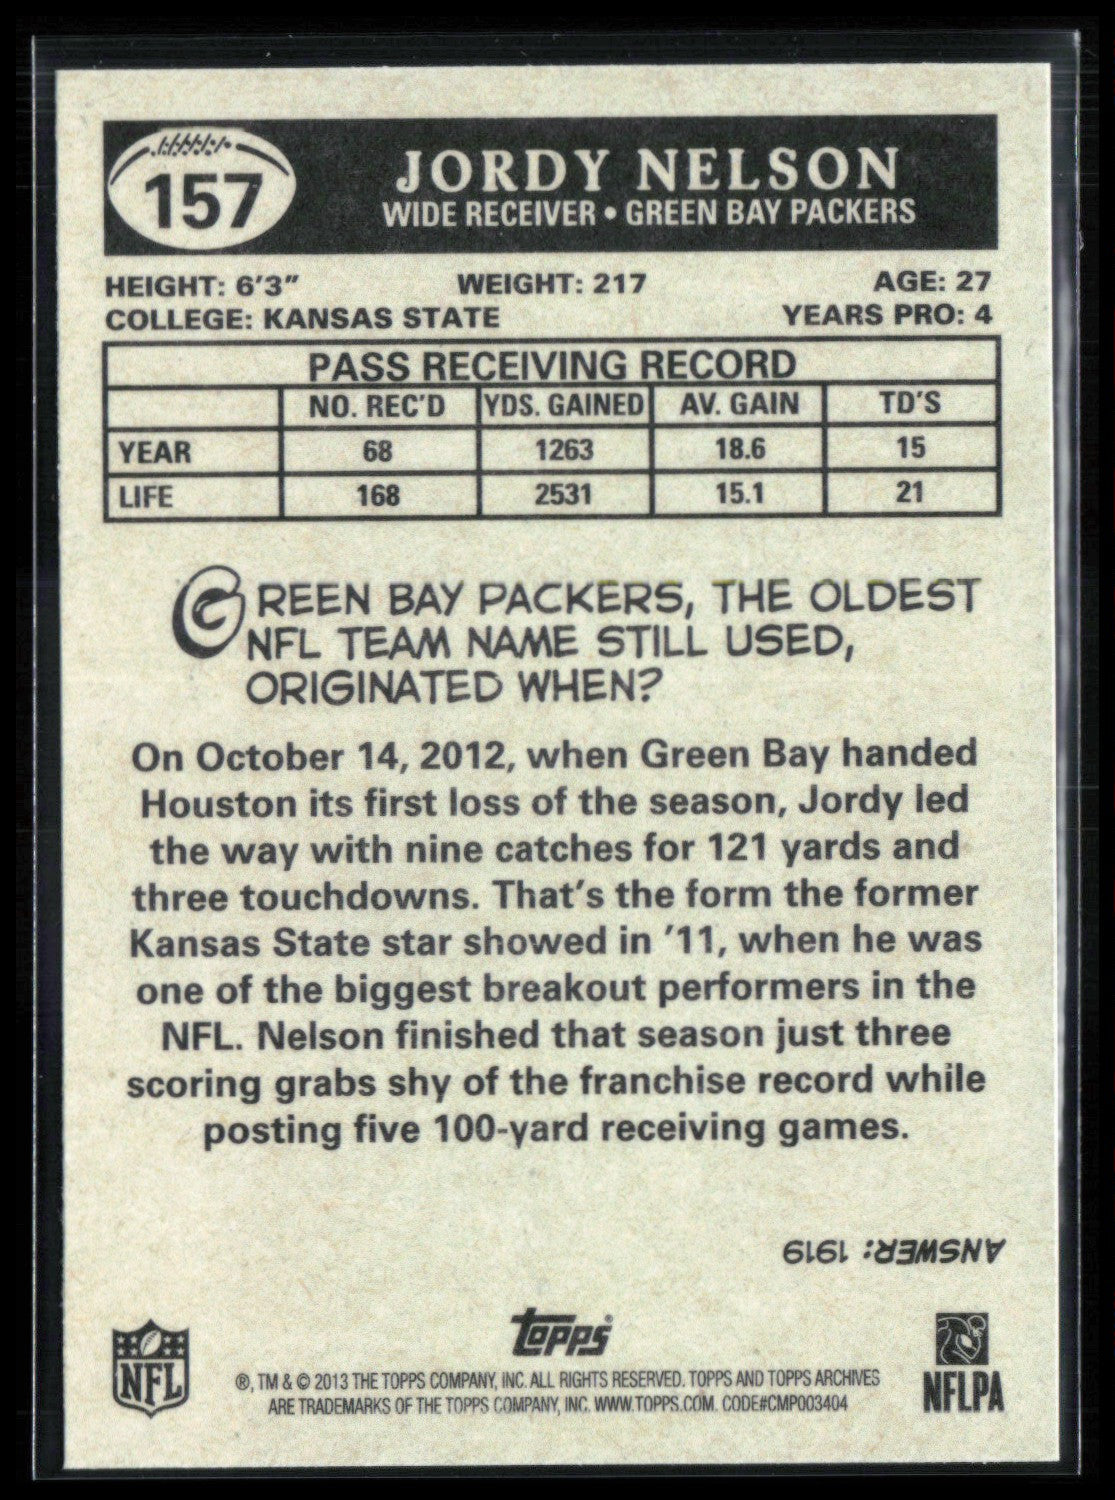 157
JORDY NELSON
WIDE RECEIVER • GREEN BAY PACKERS
HEIGHT: 6'3" WEIGHT: 217 AGE: 27
COLLEGE: KANSAS STATE YEARS PRO: 4
PASS RECEIVING RECORD
NO. REC'D YDS. GAINED AV. GAIN TD'S
YEAR 68 1263 18.6 15
LIFE 168 2531 15.1 21
GREEN BAY PACKERS, THE OLDEST
NFL TEAM NAME STILL USED,
ORIGINATED WHEN?
On October 14, 2012, when Green Bay handed
Houston its first loss of the season, Jordy led
the way with nine catches for 121 yards and
three touchdowns. That's the form the former
Kansas State star showed in '11, when he was
one of the biggest breakout performers in the
NFL. Nelson finished that season just three
scoring grabs shy of the franchise record while
posting five 100-yard receiving games.
ANSWER: 1919
NFL
Topps®
NFLPA
®, TM & © 2013 THE TOPPS COMPANY, INC. ALL RIGHTS RESERVED. TOPPS AND TOPPS ARCHIVES
ARE TRADEMARKS OF THE TOPPS COMPANY, INC. WWW.TOPPS.COM. CODE#CMP003404